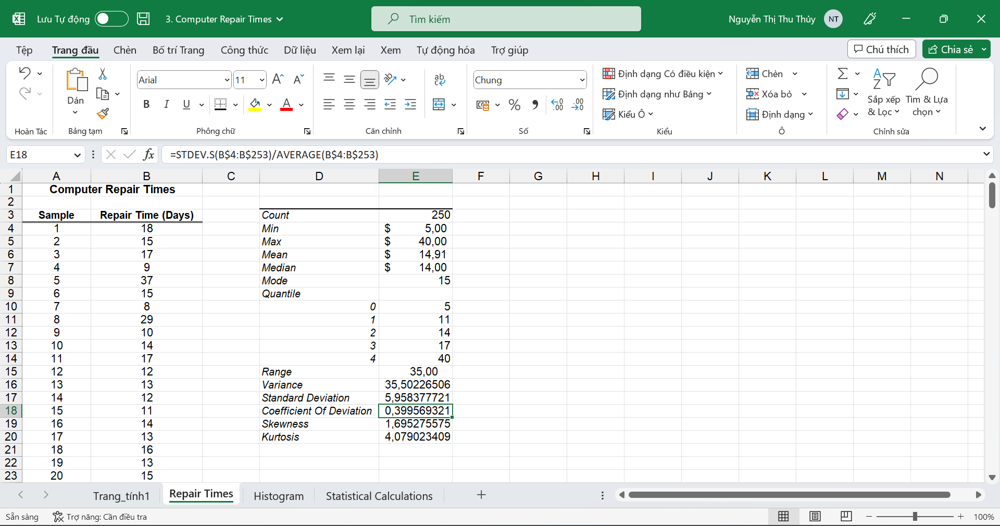 Lưu Tự động
3. Computer Repair Times
Tìm kiếm
Nguyễn Thị Thu Thủy
NT
Tệp Trang đầu Chèn Bố trí Trang Công thức Dữ liệu Xem lại Xem Tự động hóa Trợ giúp
Chú thích
Chia sẻ
Dán
Arial 11
B I U A
ab
Chung
% 
Định dạng Có điều kiện
Định dạng như Bảng
Kiểu Ô
Chèn
Xóa bỏ
Định dạng
Sắp xếp
& Lọc
Tìm & Lựa
chọn
Hoàn Tác Bảng tạm Phông chữ Căn chỉnh Số Kiểu Ô Chỉnh sửa
E18 fx =STDEV.S(B$4:B$253)/AVERAGE(B$4:B$253)
A B C D E F G H I J K L M N
1 Computer Repair Times
2
3 Sample Repair Time (Days) Count 250
4 1 18 Min $ 5,00
5 2 15 Max $ 40,00
6 3 17 Mean $ 14,91
7 4 9 Median $ 14,00
8 5 37 Mode 15
9 6 15 Quantile
10 7 8 0 5
11 8 29 1 11
12 9 10 2 14
13 10 14 3 17
14 11 17 4 40
15 12 12 Range 35,00
16 13 13 Variance 35,50226506
17 14 12 Standard Deviation 5,958377721
18 15 11 Coefficient Of Deviation 0,399569321
19 16 14 Skewness 1,695275575
20 17 13 Kurtosis 4,079023409
21 18 16
22 19 13
23 20 15
Trang_tính1 Repair Times Histogram Statistical Calculations
Sẵn sàng Trợ năng: Cần điều tra 100%